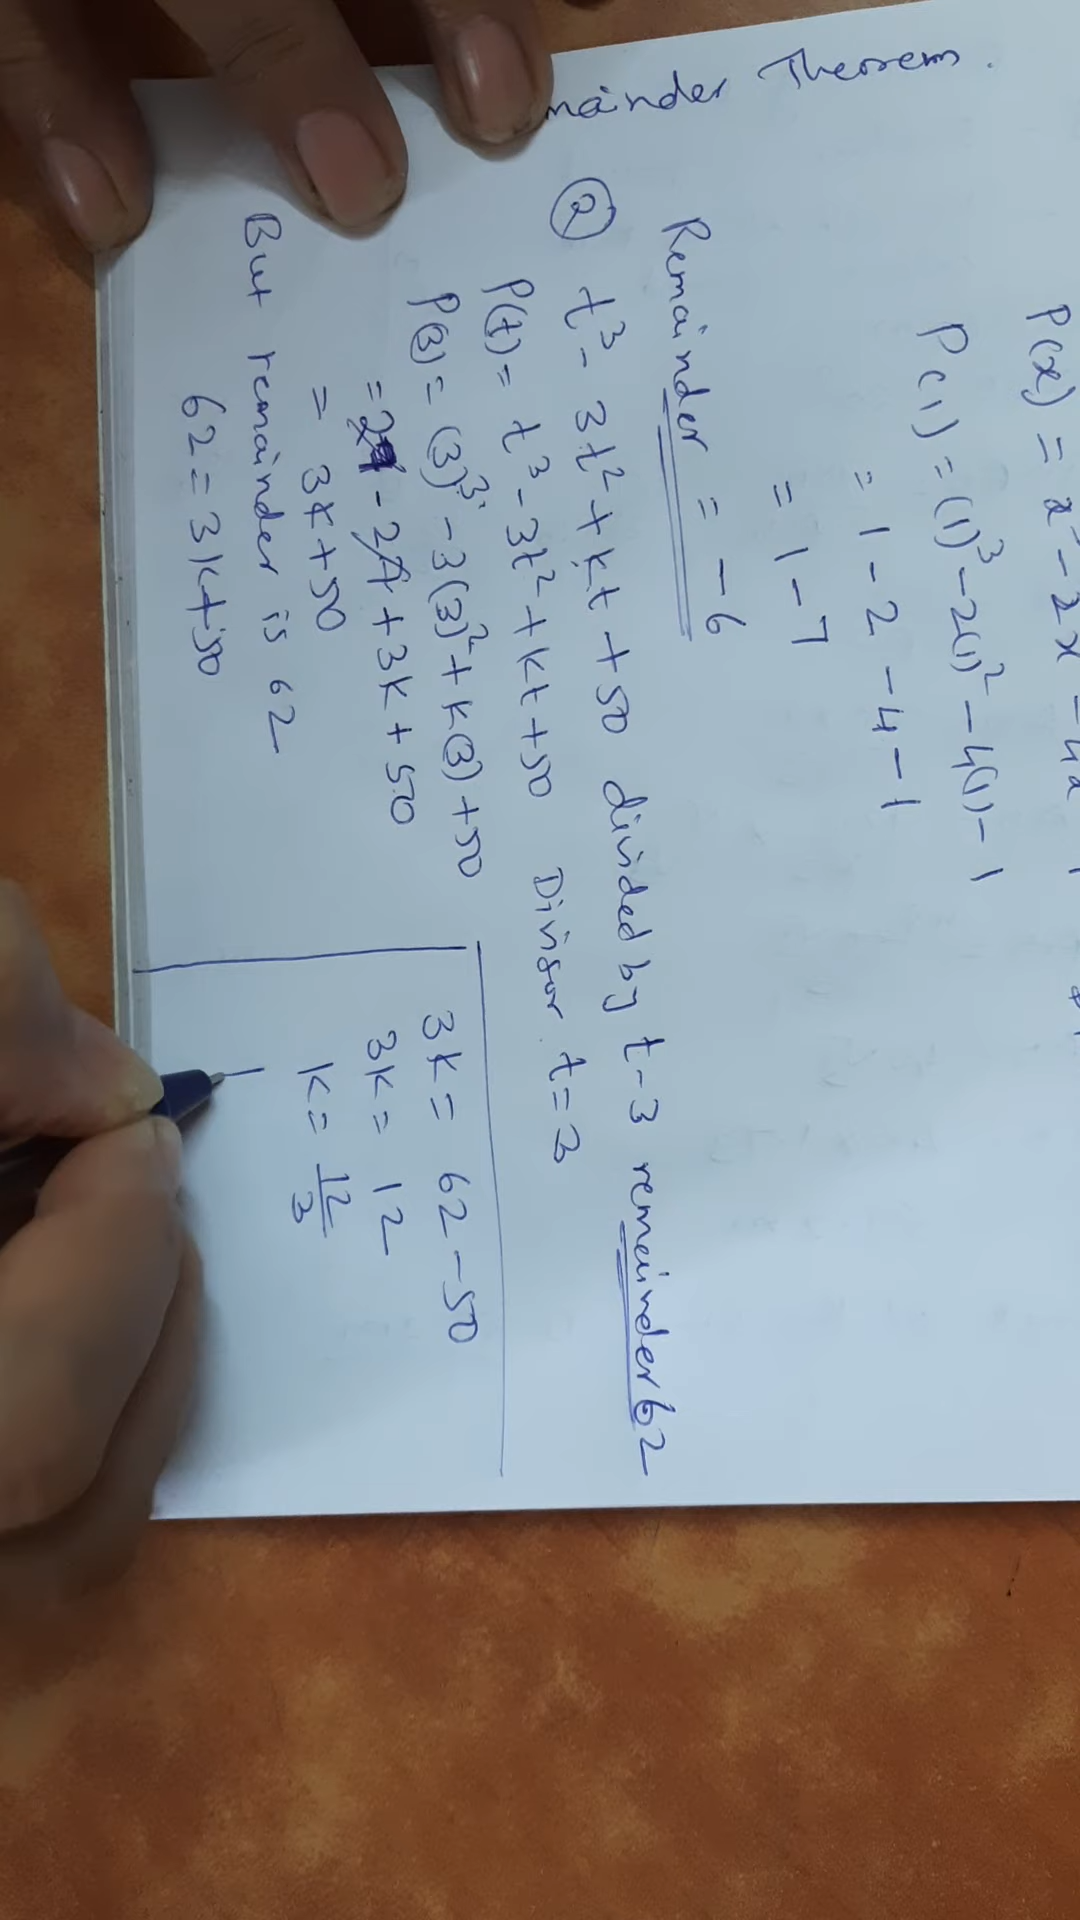 mainder Theorem.
P(x) = x
P(1) = (1)³ - 2(1)² - 4(1) - 1
= 1 - 2 - 4 - 1
= 1 - 7
Remainder = -6
② t³ - 3t² + kt + 50 divided by t-3 remainder 62
P(t) = t³ - 3t² + kt + 50 Divisor t = 3
P(3) = (3)³ - 3(3)² + k(3) + 50
= 27 - 27 + 3k + 50
= 3k + 50
But remainder is 62
62 = 3k + 50
3k = 62 - 50
3k = 12
k = 12/3